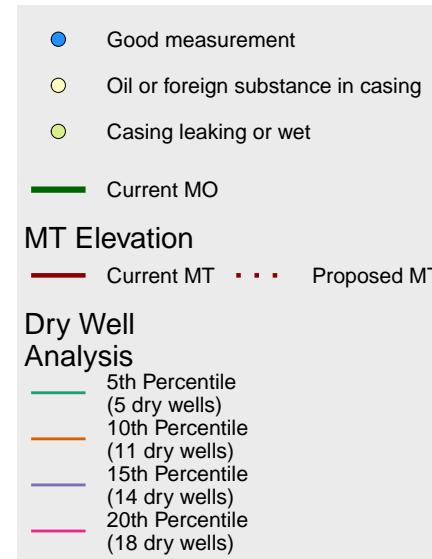 Good measurement
Oil or foreign substance in casing
Casing leaking or wet
Current MO
MT Elevation
Current MT Proposed MT
Dry Well
Analysis
5th Percentile
(5 dry wells)
10th Percentile
(11 dry wells)
15th Percentile
(14 dry wells)
20th Percentile
(18 dry wells)